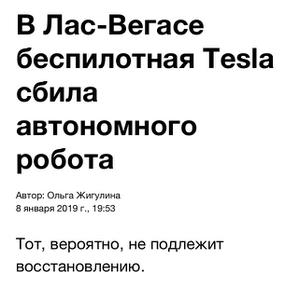 В Лас-Вегасе
беспилотная Tesla
сбила
автономного
робота
Автор: Ольга Жигулина
8 января 2019 г., 19:53
Тот, вероятно, не подлежит
восстановлению.